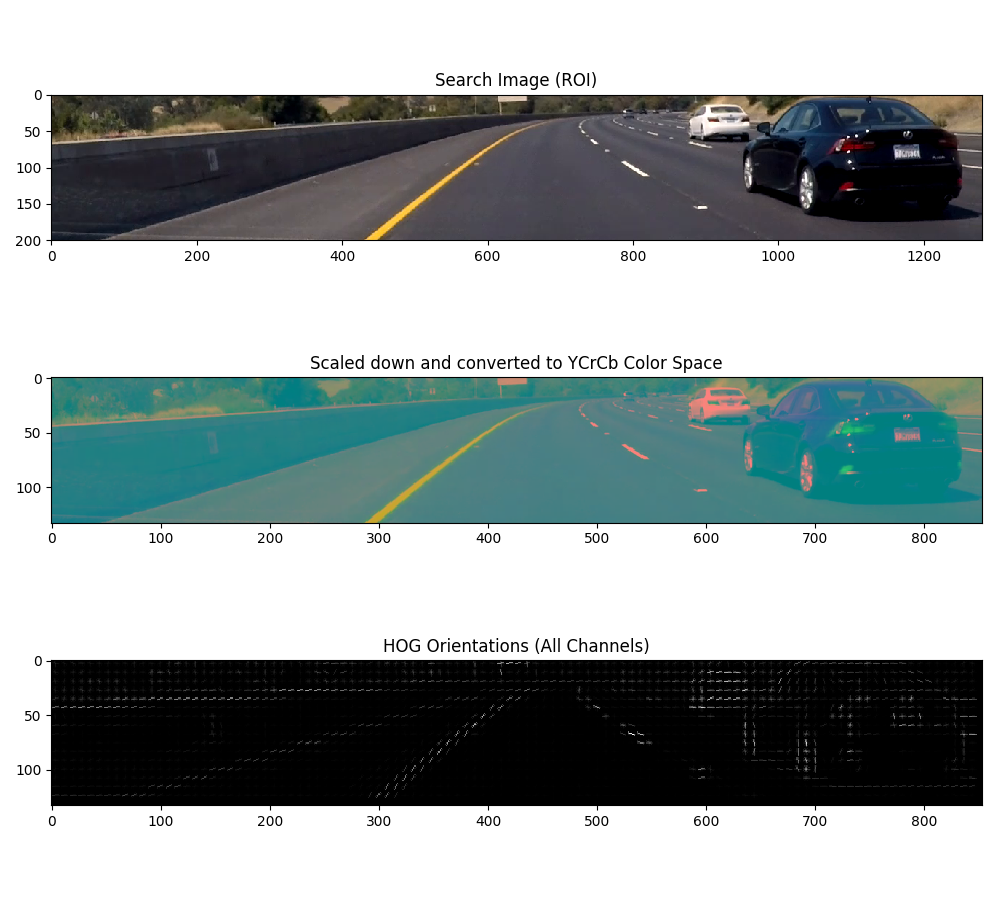 Search Image (ROI)
0
50
100
150
200
0 200 400 600 800 1000 1200
Scaled down and converted to YCrCb Color Space
0
50
100
0 100 200 300 400 500 600 700 800
HOG Orientations (All Channels)
0
50
100
0 100 200 300 400 500 600 700 800